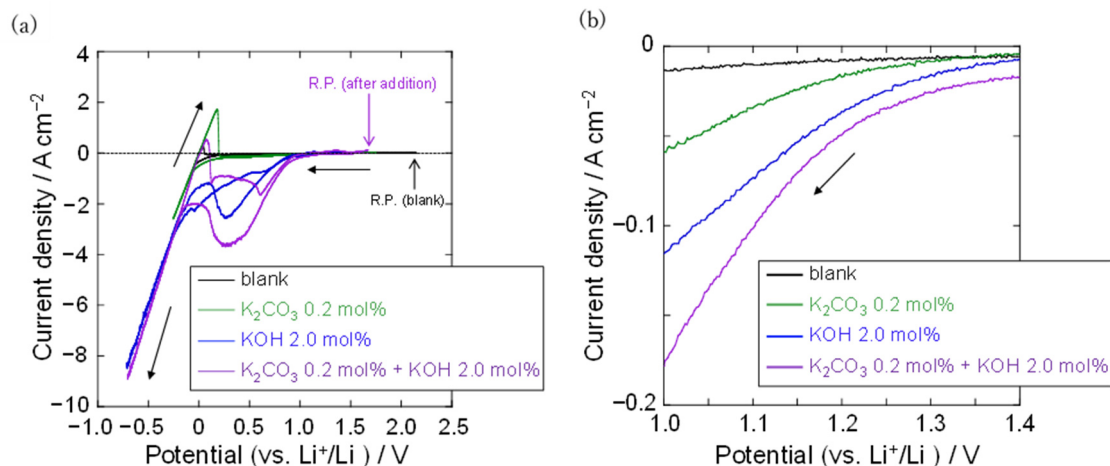 (a)
4
2
0
−2
−4
−6
−8
−10
Current density / A cm⁻²
R.P. (after addition)
R.P. (blank)
blank
K₂CO₃ 0.2 mol%
KOH 2.0 mol%
K₂CO₃ 0.2 mol% + KOH 2.0 mol%
-1.0 -0.5 0 0.5 1.0 1.5 2.0 2.5
Potential (vs. Li⁺/Li ) / V
(b)
0
-0.1
-0.2
Current density / A cm⁻²
blank
K₂CO₃ 0.2 mol%
KOH 2.0 mol%
K₂CO₃ 0.2 mol% + KOH 2.0 mol%
1.0 1.1 1.2 1.3 1.4
Potential (vs. Li⁺/Li ) / V